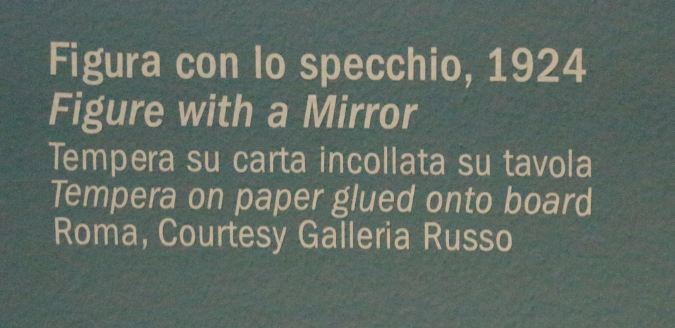 Figura con lo specchio, 1924
Figure with a Mirror
Tempera su carta incollata su tavola
Tempera on paper glued onto board
Roma, Courtesy Galleria Russo